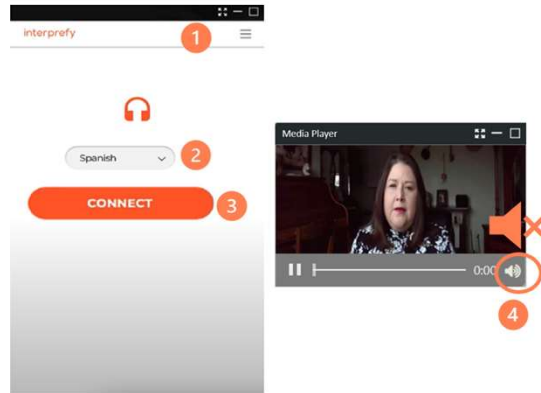 interprefy
1
Spanish
2
CONNECT
3
Media Player
0:00
4